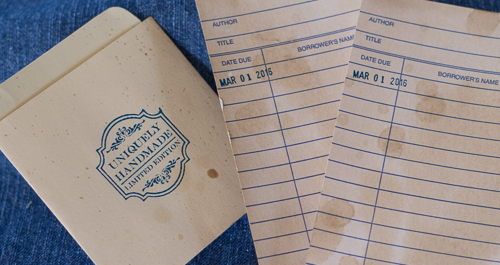 UNIQUELY
HANDMADE
LIMITED EDITION
AUTHOR
TITLE
DATE DUE
BORROWER'S NAME
MAR 01 2016
AUTHOR
TITLE
DATE DUE
BORROWER'S NAME
MAR 01 2016